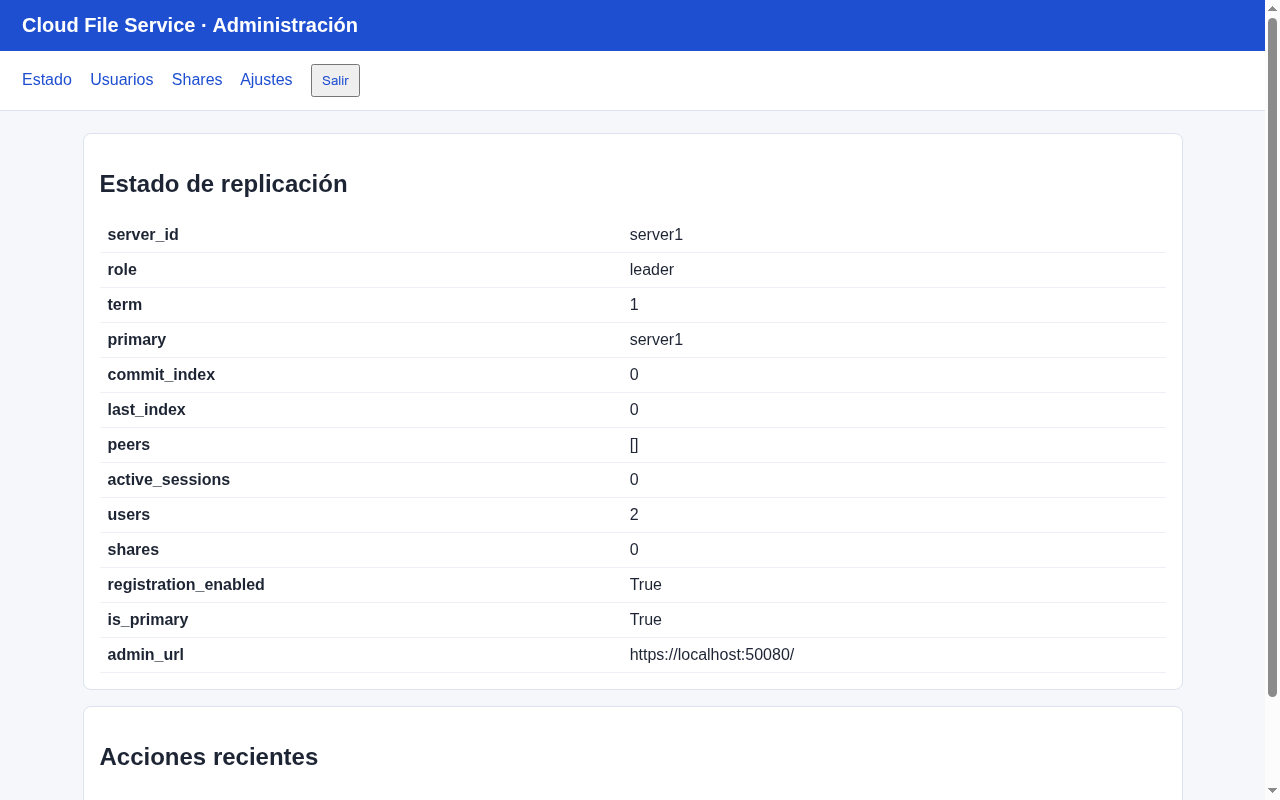 Cloud File Service · Administración
Estado Usuarios Shares Ajustes Salir
Estado de replicación
server_id server1
role leader
term 1
primary server1
commit_index 0
last_index 0
peers []
active_sessions 0
users 2
shares 0
registration_enabled True
is_primary True
admin_url https://localhost:50080/
Acciones recientes